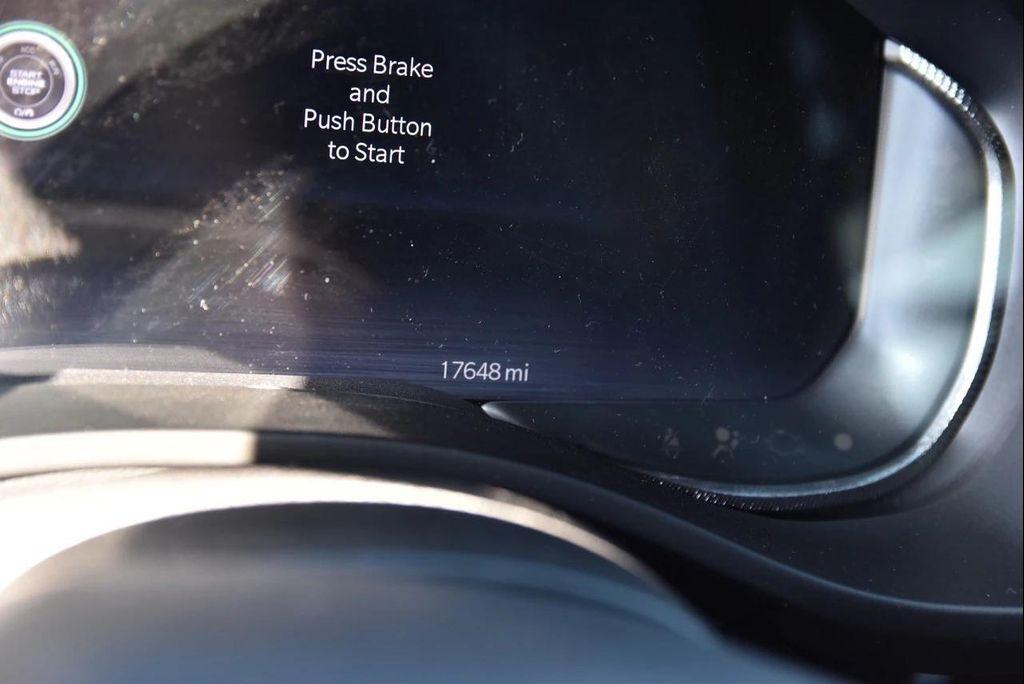 START
ENGINE
STOP
Press Brake
and
Push Button
to Start
17648 mi